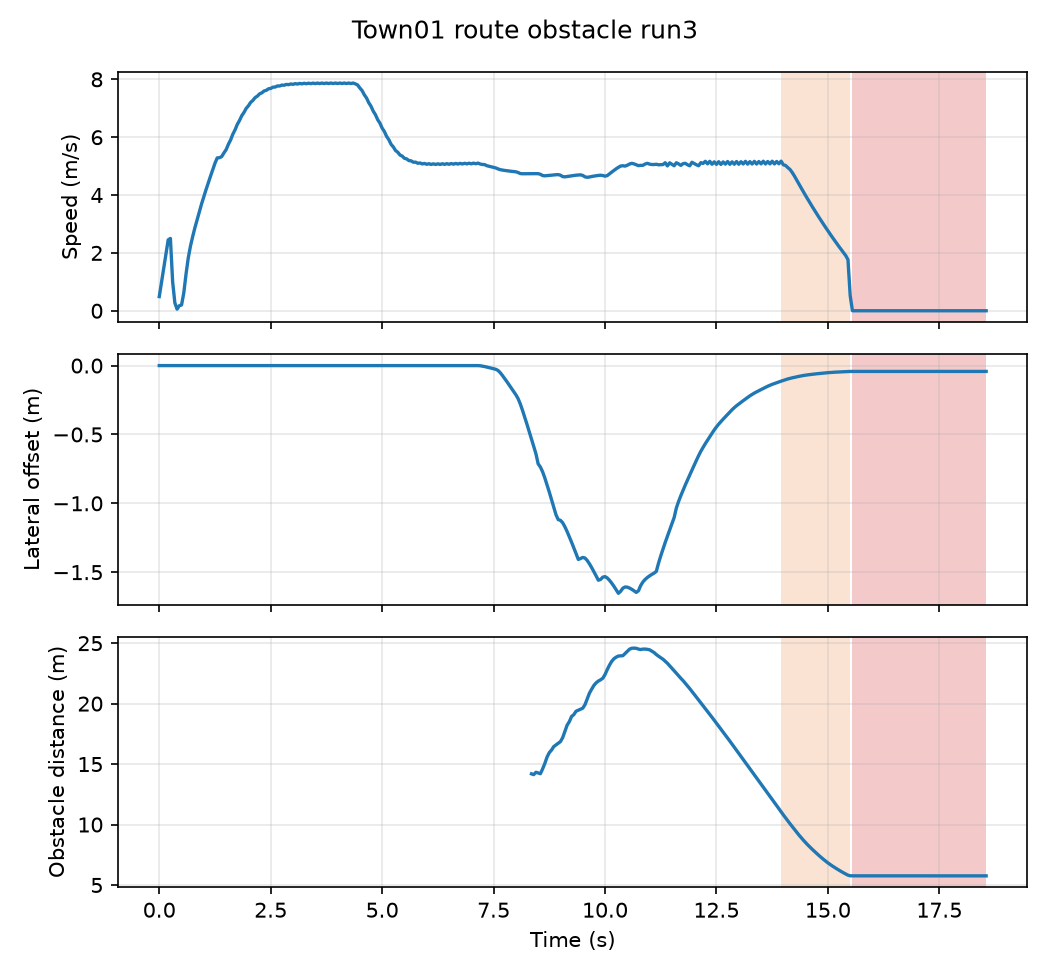 Town01 route obstacle run3
8
6
4
2
0
Speed (m/s)
0.0
−0.5
−1.0
−1.5
Lateral offset (m)
25
20
15
10
5
Obstacle distance (m)
0.0 2.5 5.0 7.5 10.0 12.5 15.0 17.5
Time (s)